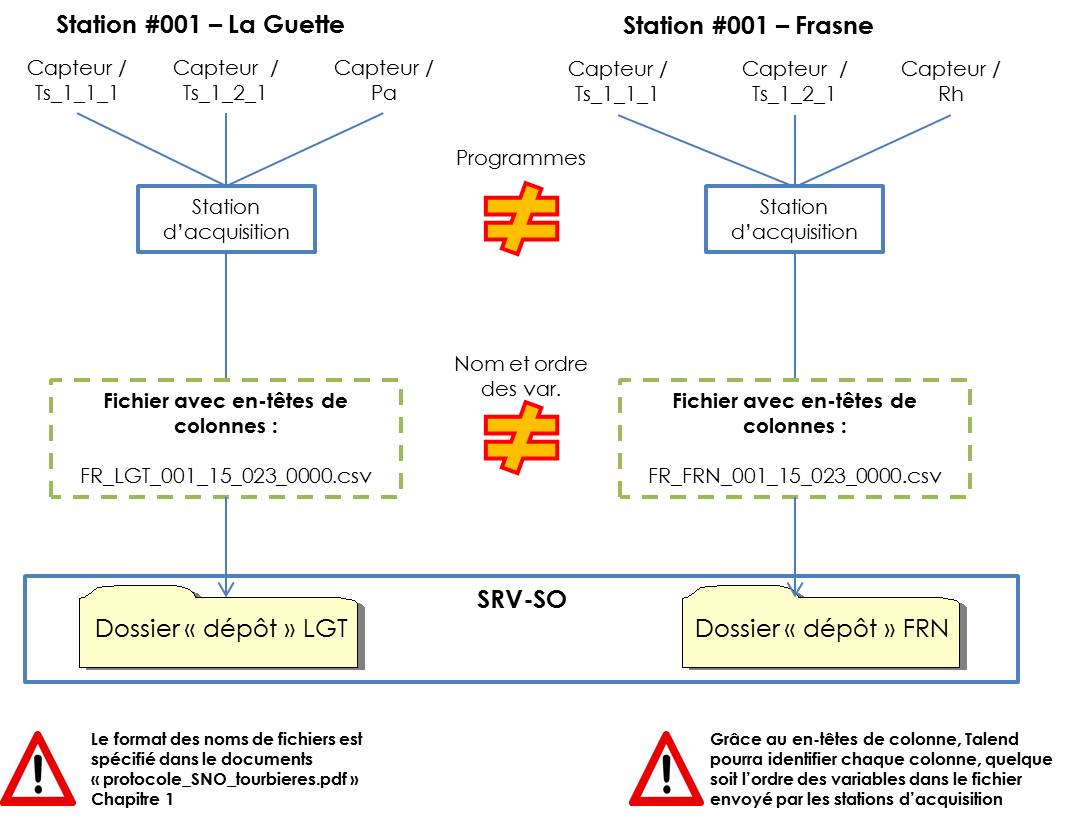 Station #001 – La Guette
Capteur /
Ts_1_1_1
Capteur /
Ts_1_2_1
Capteur /
Pa
Station
d’acquisition
Fichier avec en-têtes de
colonnes :
FR_LGT_001_15_023_0000.csv
Programmes
Nom et ordre
des var.
Station #001 – Frasne
Capteur /
Ts_1_1_1
Capteur /
Ts_1_2_1
Capteur /
Rh
Station
d’acquisition
Fichier avec en-têtes de
colonnes :
FR_FRN_001_15_023_0000.csv
SRV-SO
Dossier « dépôt » LGT
Dossier « dépôt » FRN
Le format des noms de fichiers est
spécifié dans le documents
« protocole_SNO_tourbieres.pdf »
Chapitre 1
Grâce au en-têtes de colonne, Talend
pourra identifier chaque colonne, quelque
soit l’ordre des variables dans le fichier
envoyé par les stations d’acquisition